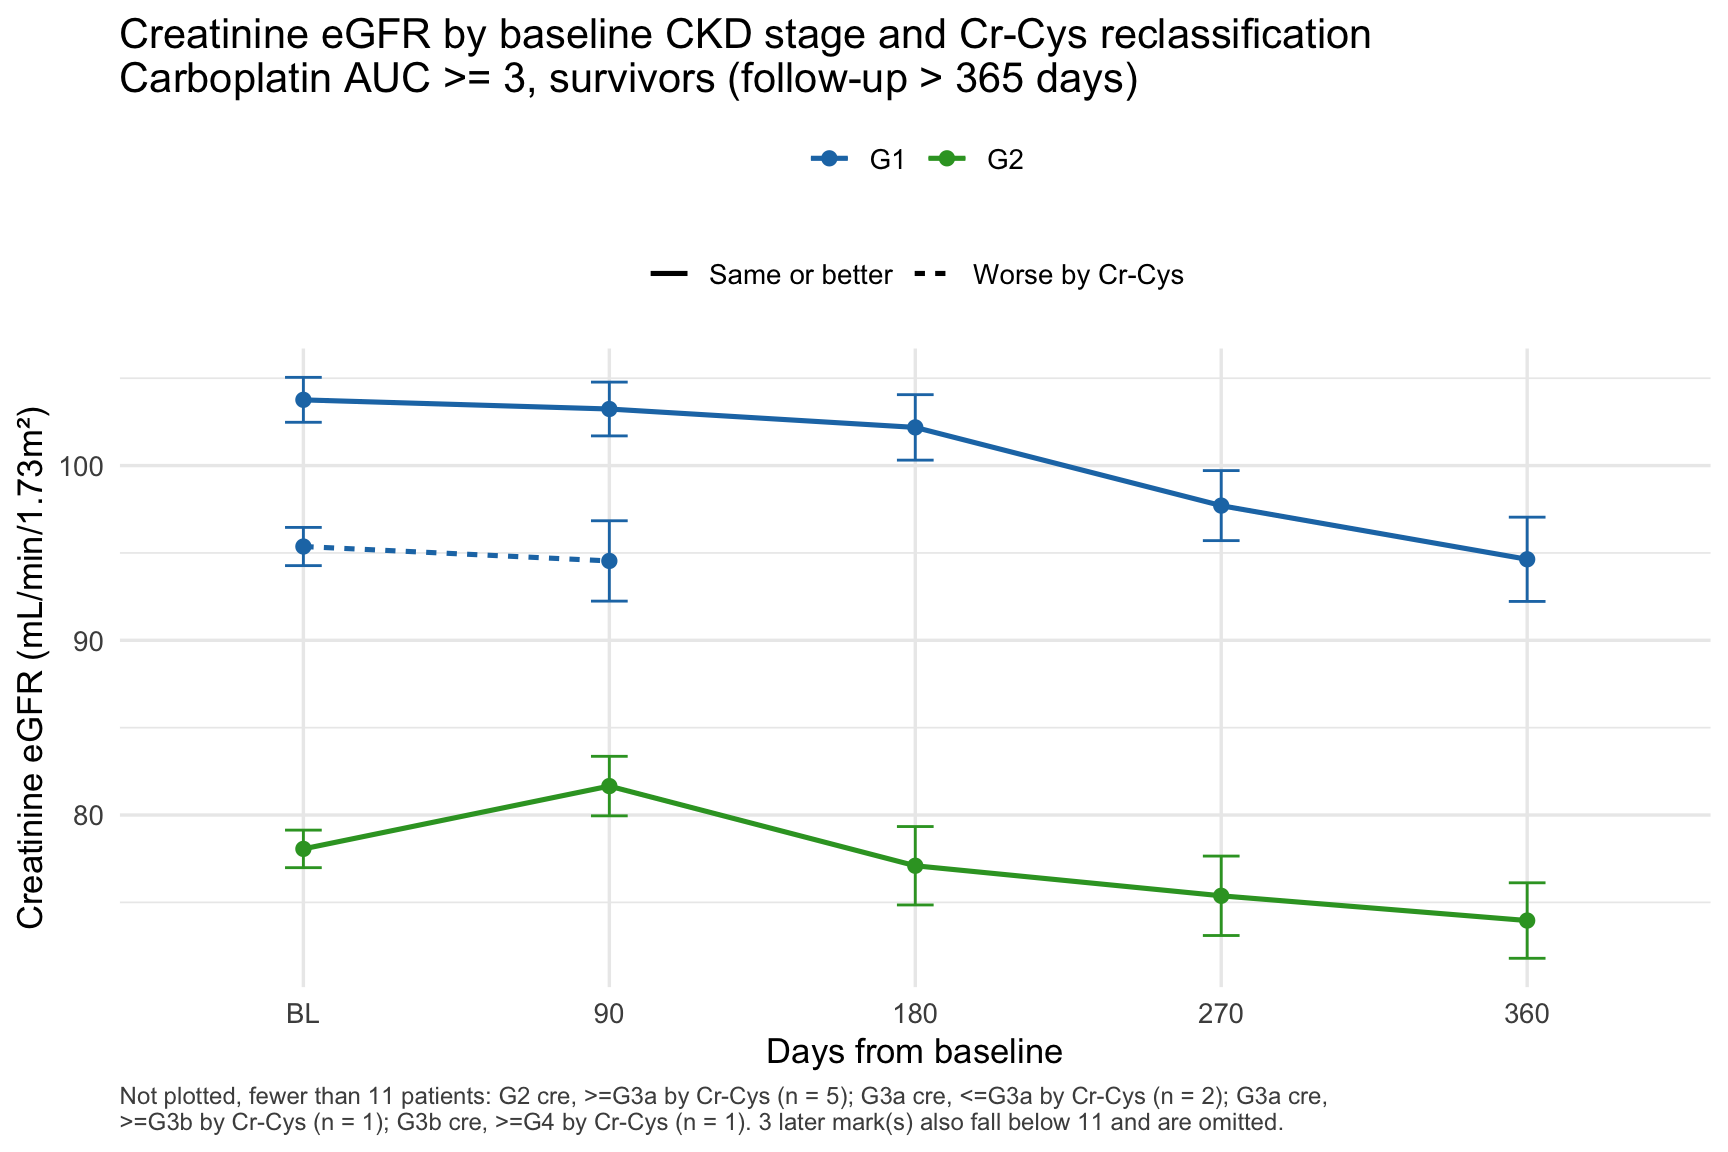 Creatinine eGFR by baseline CKD stage and Cr-Cys reclassification
Carboplatin AUC >= 3, survivors (follow-up > 365 days)
G1 G2
Same or better Worse by Cr-Cys
Creatinine eGFR (mL/min/1.73m²)
100
90
80
BL 90 180 270 360
Days from baseline
Not plotted, fewer than 11 patients: G2 cre, >=G3a by Cr-Cys (n = 5); G3a cre, <=G3a by Cr-Cys (n = 2); G3a cre,
>=G3b by Cr-Cys (n = 1); G3b cre, >=G4 by Cr-Cys (n = 1). 3 later mark(s) also fall below 11 and are omitted.